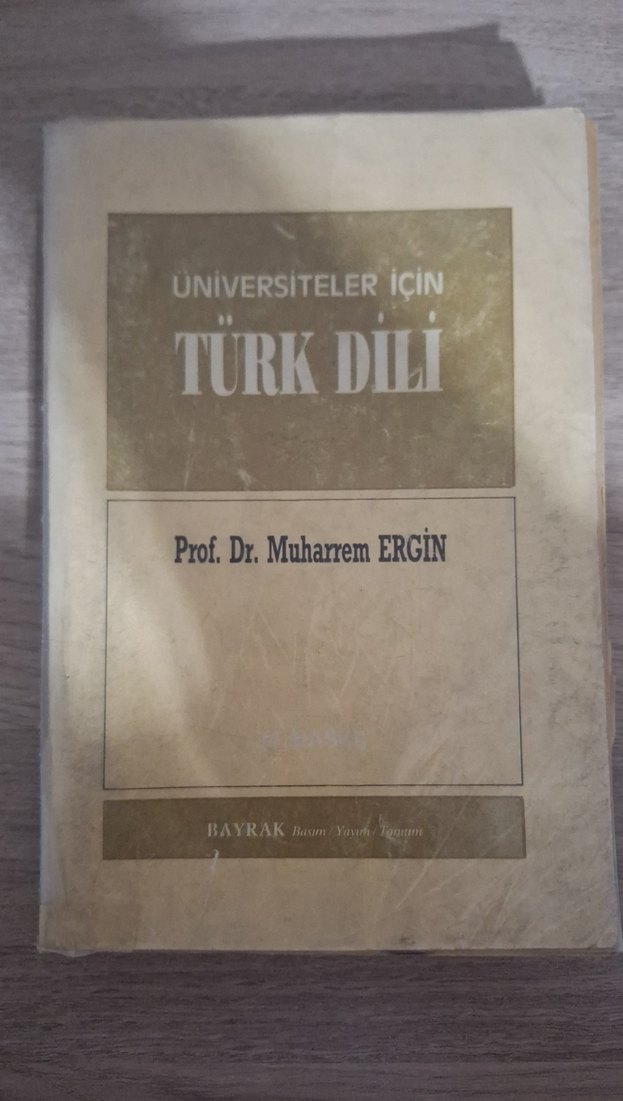 ÜNİVERSİTELER İÇİN
TÜRK DİLİ
Prof. Dr. Muharrem ERGİN
BAYRAK Basım / Yayım / Tanıtım